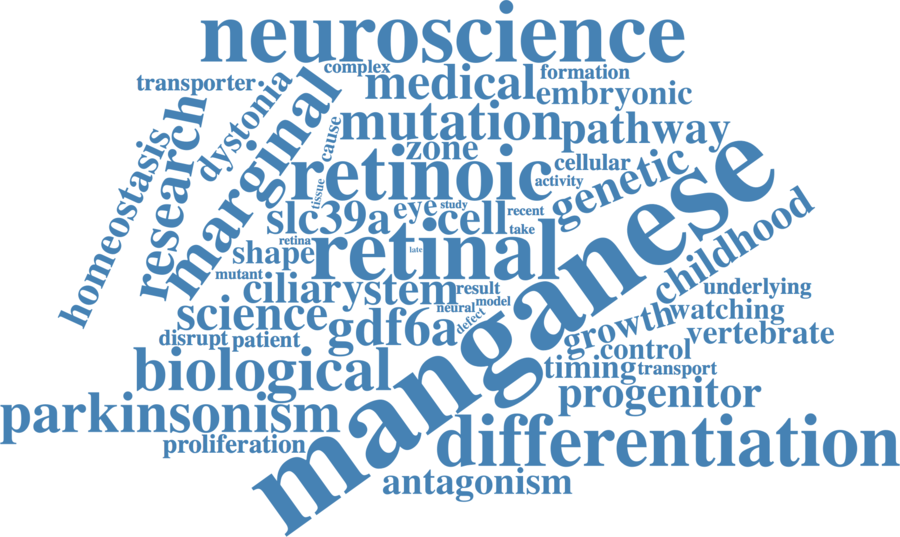 neuroscience
complex
transporter
medical
formation
embryonic
dystonia
marginal
research
homeostasis
cause
mutation
pathway
zone
retinoic
cellular
activity
genetic
tissue
slc39a
eye
study
cell
recent
take
manganese
childhood
retina
shape
retinal
late
mutant
ciliary
stem
result
neural
model
defect
underlying
science
gdf6a
growth
watching
vertebrate
disrupt
patient
control
biological
timing
transport
progenitor
parkinsonism
proliferation
differentiation
antagonism